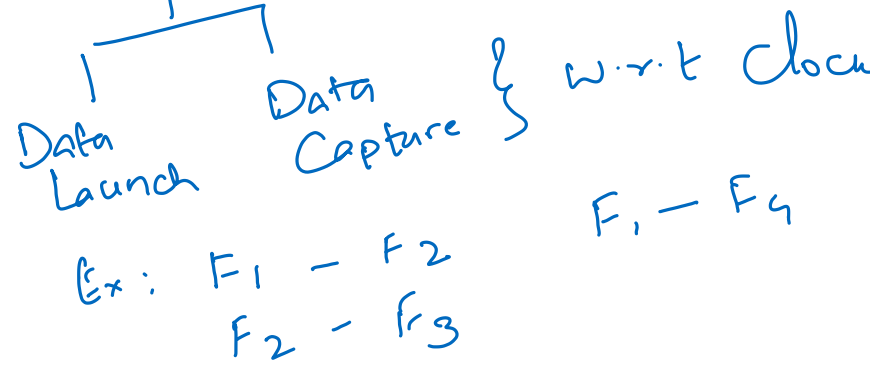 Data Launch
Data Capture } w.r.t Clock
Ex: F1 - F2
F2 - F3
F1 - F4